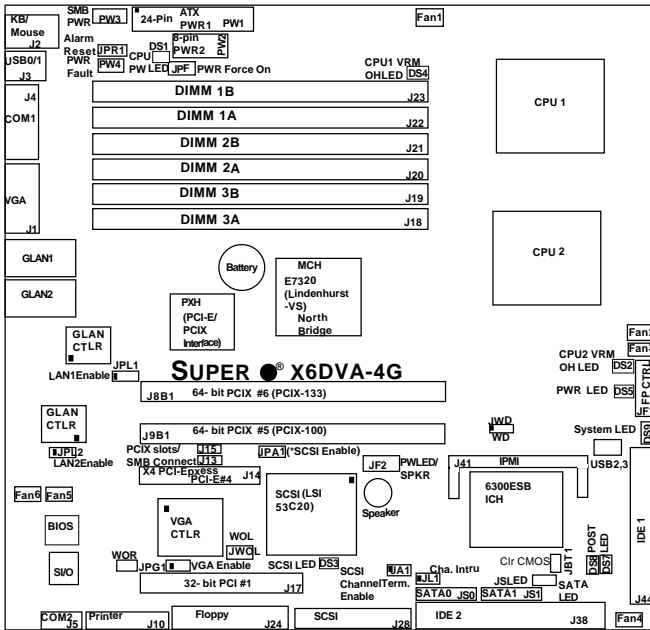 KB/
Mouse
J2
SMB
PWR
PW3
24-Pin
ATX
PWR1
PW1
Fan1
Alarm
Reset
JPR1
CPU
DS1
8-pin
PWR2
PW2
USB0/1
J3
PWR
Fault
PW4
PW LED
JPF
PWR Force On
CPU1 VRM
OHLED
DS4
J4
COM1
DIMM 1B
J23
DIMM 1A
J22
DIMM 2B
J21
DIMM 2A
J20
DIMM 3B
J19
DIMM 3A
J18
CPU 1
VGA
J1
CPU 2
GLAN1
GLAN2
Battery
MCH
E7320
(Lindenhurst
-VS)
North
Bridge
PXH
(PCI-E/
PCIX
Interface)
GLAN
CTLR
JPL1
LAN1Enable
SUPER ®X6DVA-4G
CPU2 VRM
OH LED
DS2
PWR LED
DS5
FP CTRL
System LED
DS9
J8B1
64- bit PCIX #6 (PCIX-133)
GLAN
CTLR
J9B1
64- bit PCIX #5 (PCIX-100)
JWD
WD
JPL2
LAN2Enable
PCIX slots/
SMB Connect
J15
J13
JPA1
(*SCSI Enable)
X4 PCI-Epxess
PCI-E#4
J14
JF2
PWLED/
SPKR
J41
IPMI
USB2,3
Fan6
Fan5
BIOS
SI/O
VGA
CTLR
SCSI (LSI
53C20)
Speaker
6300ESB
ICH
IDE 1
J44
WOR
WOL
JWOL
JPG1
VGA Enable
SCSI LED
DS3
SCSI
ChannelTerm.
Enable
JA1
Cha. Intru
JL1
Clr CMOS
JBT1
POST
LED
DS8
DS7
JSLED
SATA
LED
32- bit PCI #1
J17
SATA0
JS0
SATA1
JS1
COM2
J5
Printer
J10
Floppy
J24
SCSI
J28
IDE 2
J38
Fan4